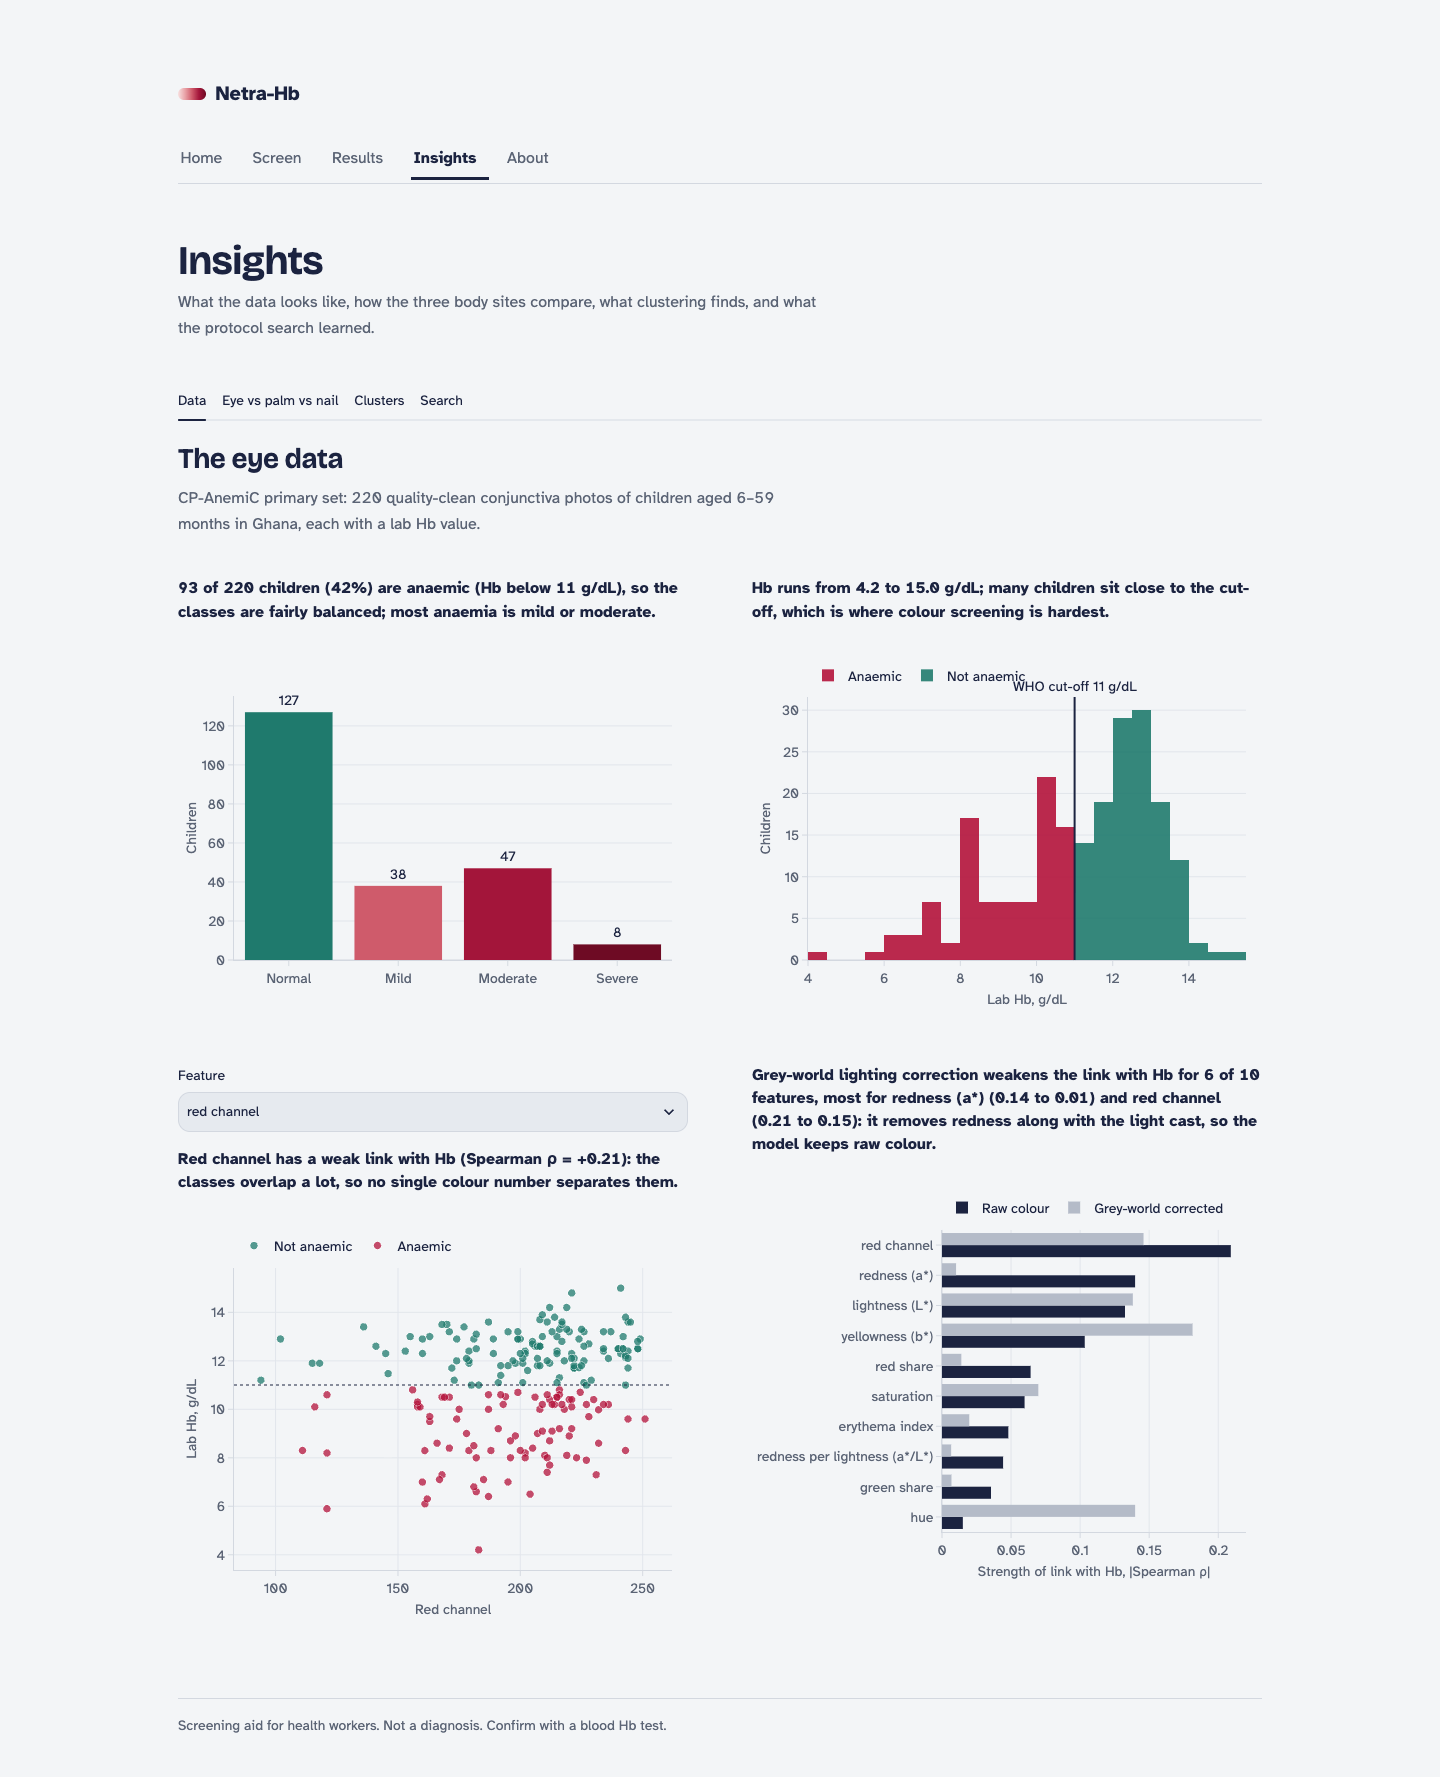 Netra-Hb
Home Screen Results Insights About
Insights
What the data looks like, how the three body sites compare, what clustering finds, and what
the protocol search learned.
Data Eye vs palm vs nail Clusters Search
The eye data
CP-AnemiC primary set: 220 quality-clean conjunctiva photos of children aged 6–59
months in Ghana, each with a lab Hb value.
93 of 220 children (42%) are anaemic (Hb below 11 g/dL), so the
classes are fairly balanced; most anaemia is mild or moderate.
127
120
100
80
60
40
20
0
Children
38
47
8
Normal Mild Moderate Severe
Hb runs from 4.2 to 15.0 g/dL; many children sit close to the cut-
off, which is where colour screening is hardest.
Anaemic Not anaemic
WHO cut-off 11 g/dL
30
25
20
15
10
5
0
Children
4 6 8 10 12 14
Lab Hb, g/dL
Feature
red channel
Red channel has a weak link with Hb (Spearman ρ = +0.21): the
classes overlap a lot, so no single colour number separates them.
Not anaemic Anaemic
14
12
10
8
6
4
Lab Hb, g/dL
100 150 200 250
Red channel
Grey-world lighting correction weakens the link with Hb for 6 of 10
features, most for redness (a*) (0.14 to 0.01) and red channel
(0.21 to 0.15): it removes redness along with the light cast, so the
model keeps raw colour.
Raw colour Grey-world corrected
red channel
redness (a*)
lightness (L*)
yellowness (b*)
red share
saturation
erythema index
redness per lightness (a*/L*)
green share
hue
0 0.05 0.1 0.15 0.2
Strength of link with Hb, |Spearman ρ|
Screening aid for health workers. Not a diagnosis. Confirm with a blood Hb test.